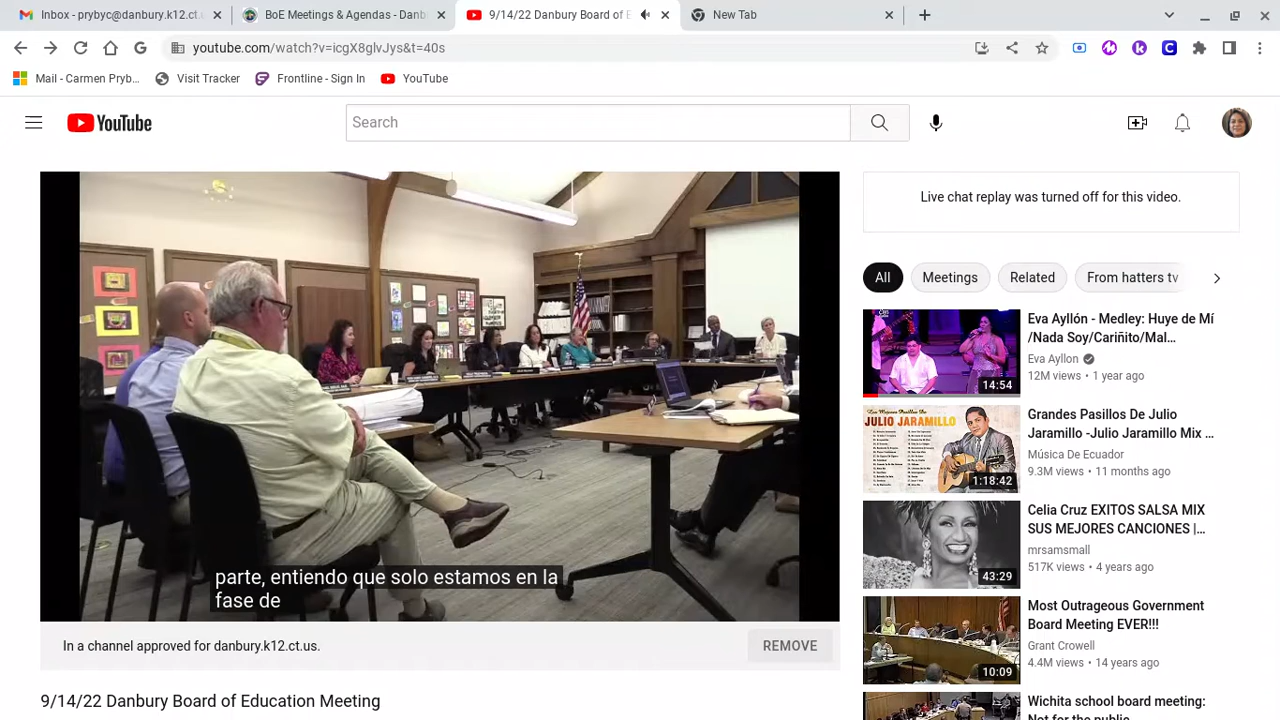 Inbox - prybyc@danbury.k12.ct.
BoE Meetings & Agendas - Danb
9/14/22 Danbury Board of E
New Tab
youtube.com/watch?v=icgX8glvJys&t=40s
Mail - Carmen Pryb...
Visit Tracker
Frontline - Sign In
YouTube
YouTube
Search
parte, entiendo que solo estamos en la
fase de
In a channel approved for danbury.k12.ct.us.
REMOVE
9/14/22 Danbury Board of Education Meeting
Live chat replay was turned off for this video.
All
Meetings
Related
From hatters tv
Eva Ayllón - Medley: Huye de Mí
/Nada Soy/Cariñito/Mal...
Eva Ayllon
12M views • 1 year ago
14:54
JULIO JARAMILLO
Grandes Pasillos De Julio
Jaramillo -Julio Jaramillo Mix ...
Música De Ecuador
9.3M views • 11 months ago
1:18:42
Celia Cruz EXITOS SALSA MIX
SUS MEJORES CANCIONES |...
mrsamsmall
517K views • 4 years ago
43:29
Most Outrageous Government
Board Meeting EVER!!!
Grant Crowell
4.4M views • 14 years ago
10:09
Wichita school board meeting:
Not for the public